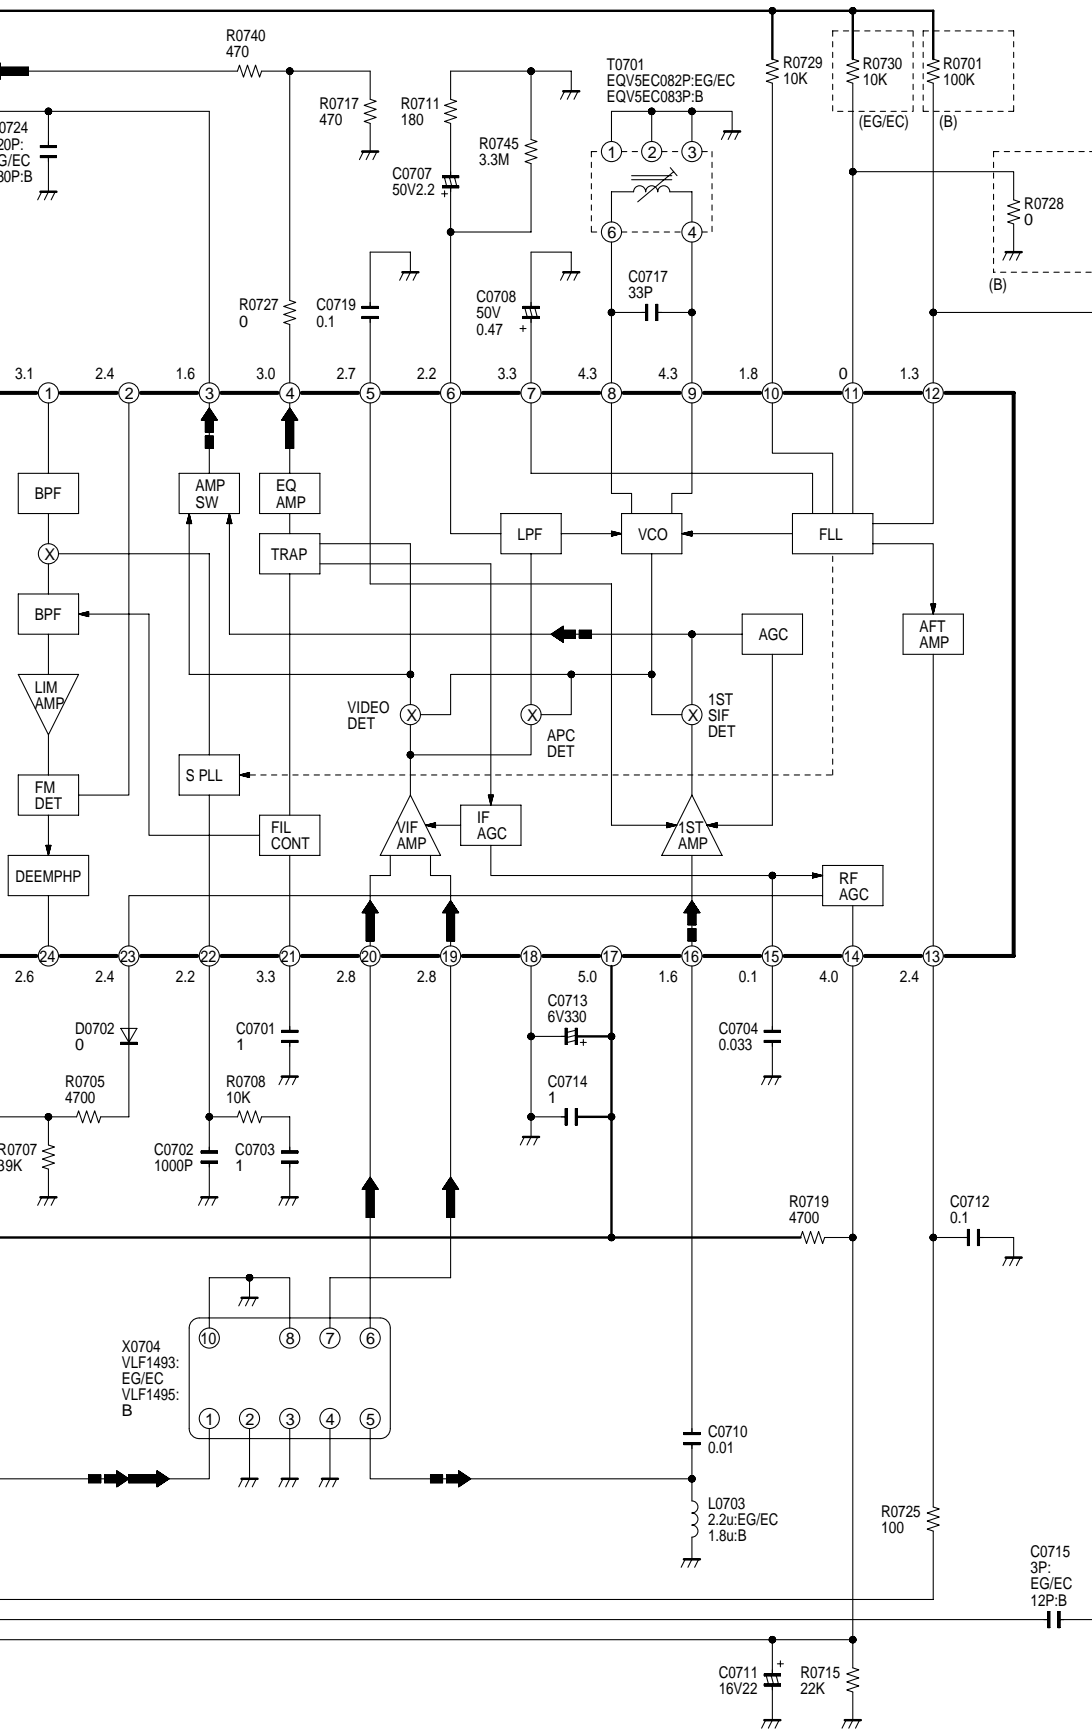 R0740
470
R0717
470
R0711
180
R0745
3.3M
C0707
50V2.2
+
T0701
EQV5EC082P:EG/EC
EQV5EC083P:B
1
2
3
6
4
R0729
10K
R0730
10K
(EG/EC)
R0701
100K
(B)
R0728
0
(B)
0724
20P:
G/EC
80P:B
R0727
0
C0719
0.1
C0708
50V
0.47
+
C0717
33P
3.1
2.4
1.6
3.0
2.7
2.2
3.3
4.3
4.3
1.8
0
1.3
1
2
3
4
5
6
7
8
9
10
11
12
BPF
AMP
SW
EQ
AMP
TRAP
LPF
VCO
FLL
X
BPF
AGC
AFT
AMP
LIM
AMP
VIDEO
DET
X
X
APC
DET
X
1ST
SIF
DET
S PLL
FM
DET
FIL
CONT
VIF
AMP
IF
AGC
1ST
AMP
DEEMPHP
RF
AGC
24
23
22
21
20
19
18
17
16
15
14
13
2.6
2.4
2.2
3.3
2.8
2.8
5.0
1.6
0.1
4.0
2.4
D0702
0
C0701
1
C0713
6V330
+
C0704
0.033
R0705
4700
R0708
10K
C0714
1
R0707
39K
C0702
1000P
C0703
1
R0719
4700
C0712
0.1
X0704
VLF1493:
EG/EC
VLF1495:
B
10
8
7
6
1
2
3
4
5
C0710
0.01
L0703
2.2u:EG/EC
1.8u:B
R0725
100
C0715
3P:
EG/EC
12P:B
C0711
16V22
+
R0715
22K